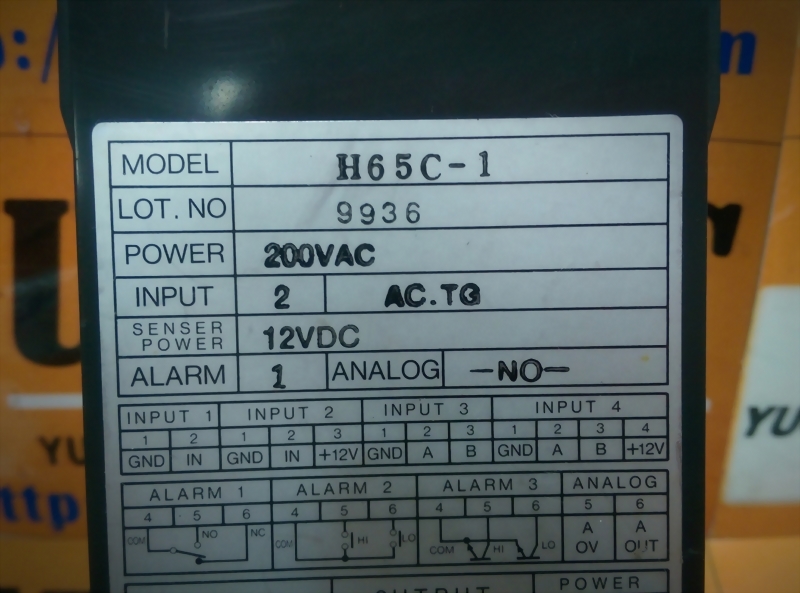 MODEL H65C-1
LOT. NO 9936
POWER 200VAC
INPUT 2 AC.TG
SENSER POWER 12VDC
ALARM 1 ANALOG —NO—
INPUT 1 INPUT 2 INPUT 3 INPUT 4
1 2 1 2 3 1 2 3 1 2 3 4
GND IN GND IN +12V GND A B GND A B +12V
ALARM 1 ALARM 2 ALARM 3 ANALOG
4 5 6 4 5 6 4 5 6 5 6
COM NO NC COM HI LO COM HI LO A 0V A OUT
OUTPUT POWER
http
YU